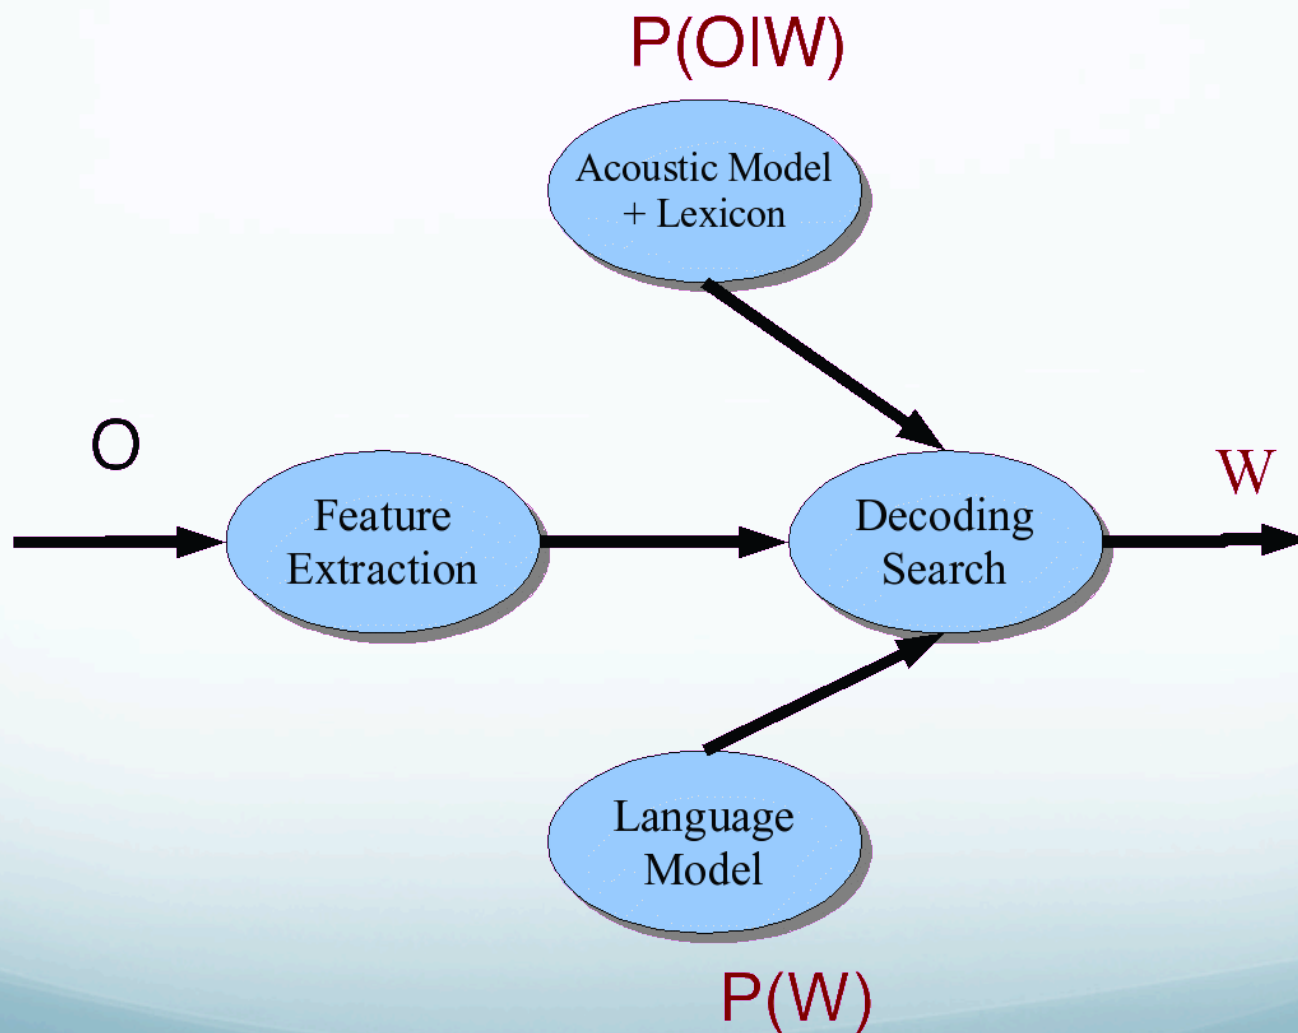 P(O|W)
Acoustic Model
+ Lexicon
O
Feature
Extraction
Decoding
Search
W
Language
Model
P(W)